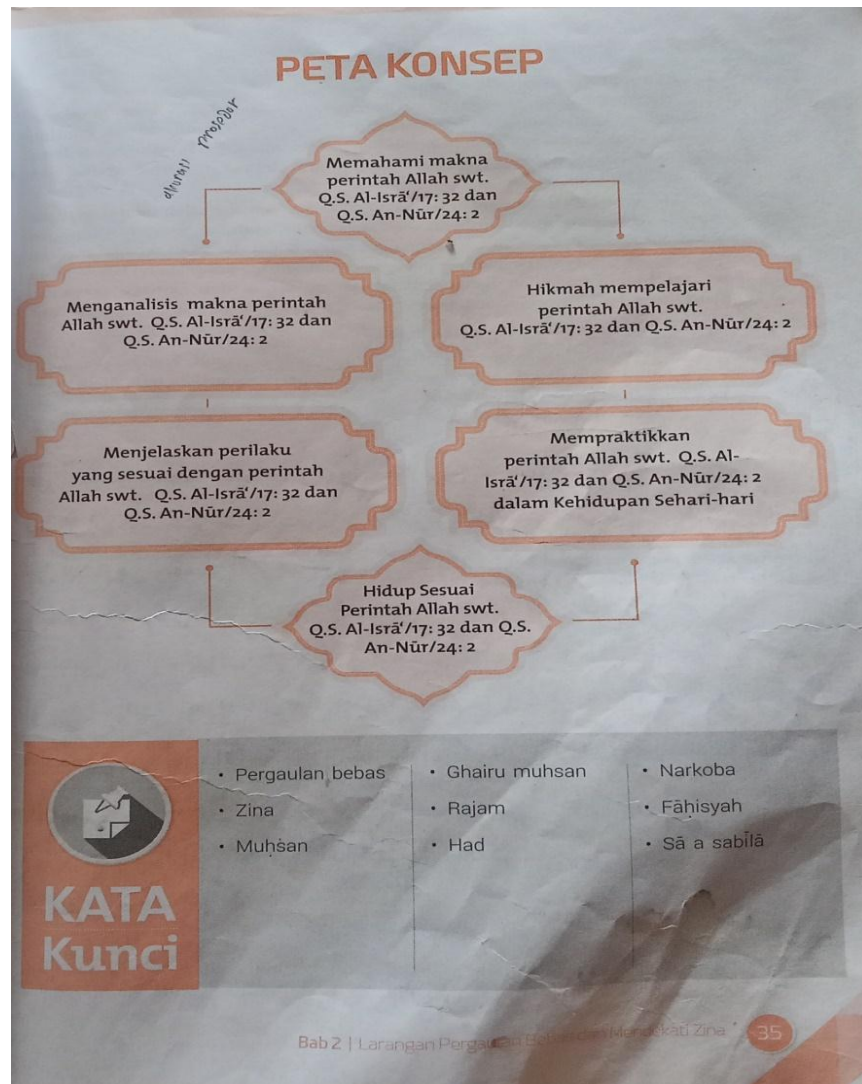 PETA KONSEP
prosedor
Memahami makna
perintah Allah swt.
Q.S. Al-Isrā‘/17: 32 dan
Q.S. An-Nūr/24: 2
Menganalisis makna perintah
Allah swt. Q.S. Al-Isrā‘/17: 32 dan
Q.S. An-Nūr/24: 2
Hikmah mempelajari
perintah Allah swt.
Q.S. Al-Isrā‘/17: 32 dan Q.S. An-Nūr/24: 2
Menjelaskan perilaku
yang sesuai dengan perintah
Allah swt. Q.S. Al-Isrā‘/17: 32 dan
Q.S. An-Nūr/24: 2
Mempraktikkan
perintah Allah swt. Q.S. Al-
Isrā‘/17: 32 dan Q.S. An-Nūr/24: 2
dalam Kehidupan Sehari-hari
Hidup Sesuai
Perintah Allah swt.
Q.S. Al-Isrā‘/17: 32 dan Q.S.
An-Nūr/24: 2
KATA
Kunci
• Pergaulan bebas
• Zina
• Muḥṣan
• Ghairu muhsan
• Rajam
• Had
• Narkoba
• Fāḥisyah
• Sā a sabīlā
Bab 2 | Larangan Pergaulan Bebas dan Mendekati Zina
35